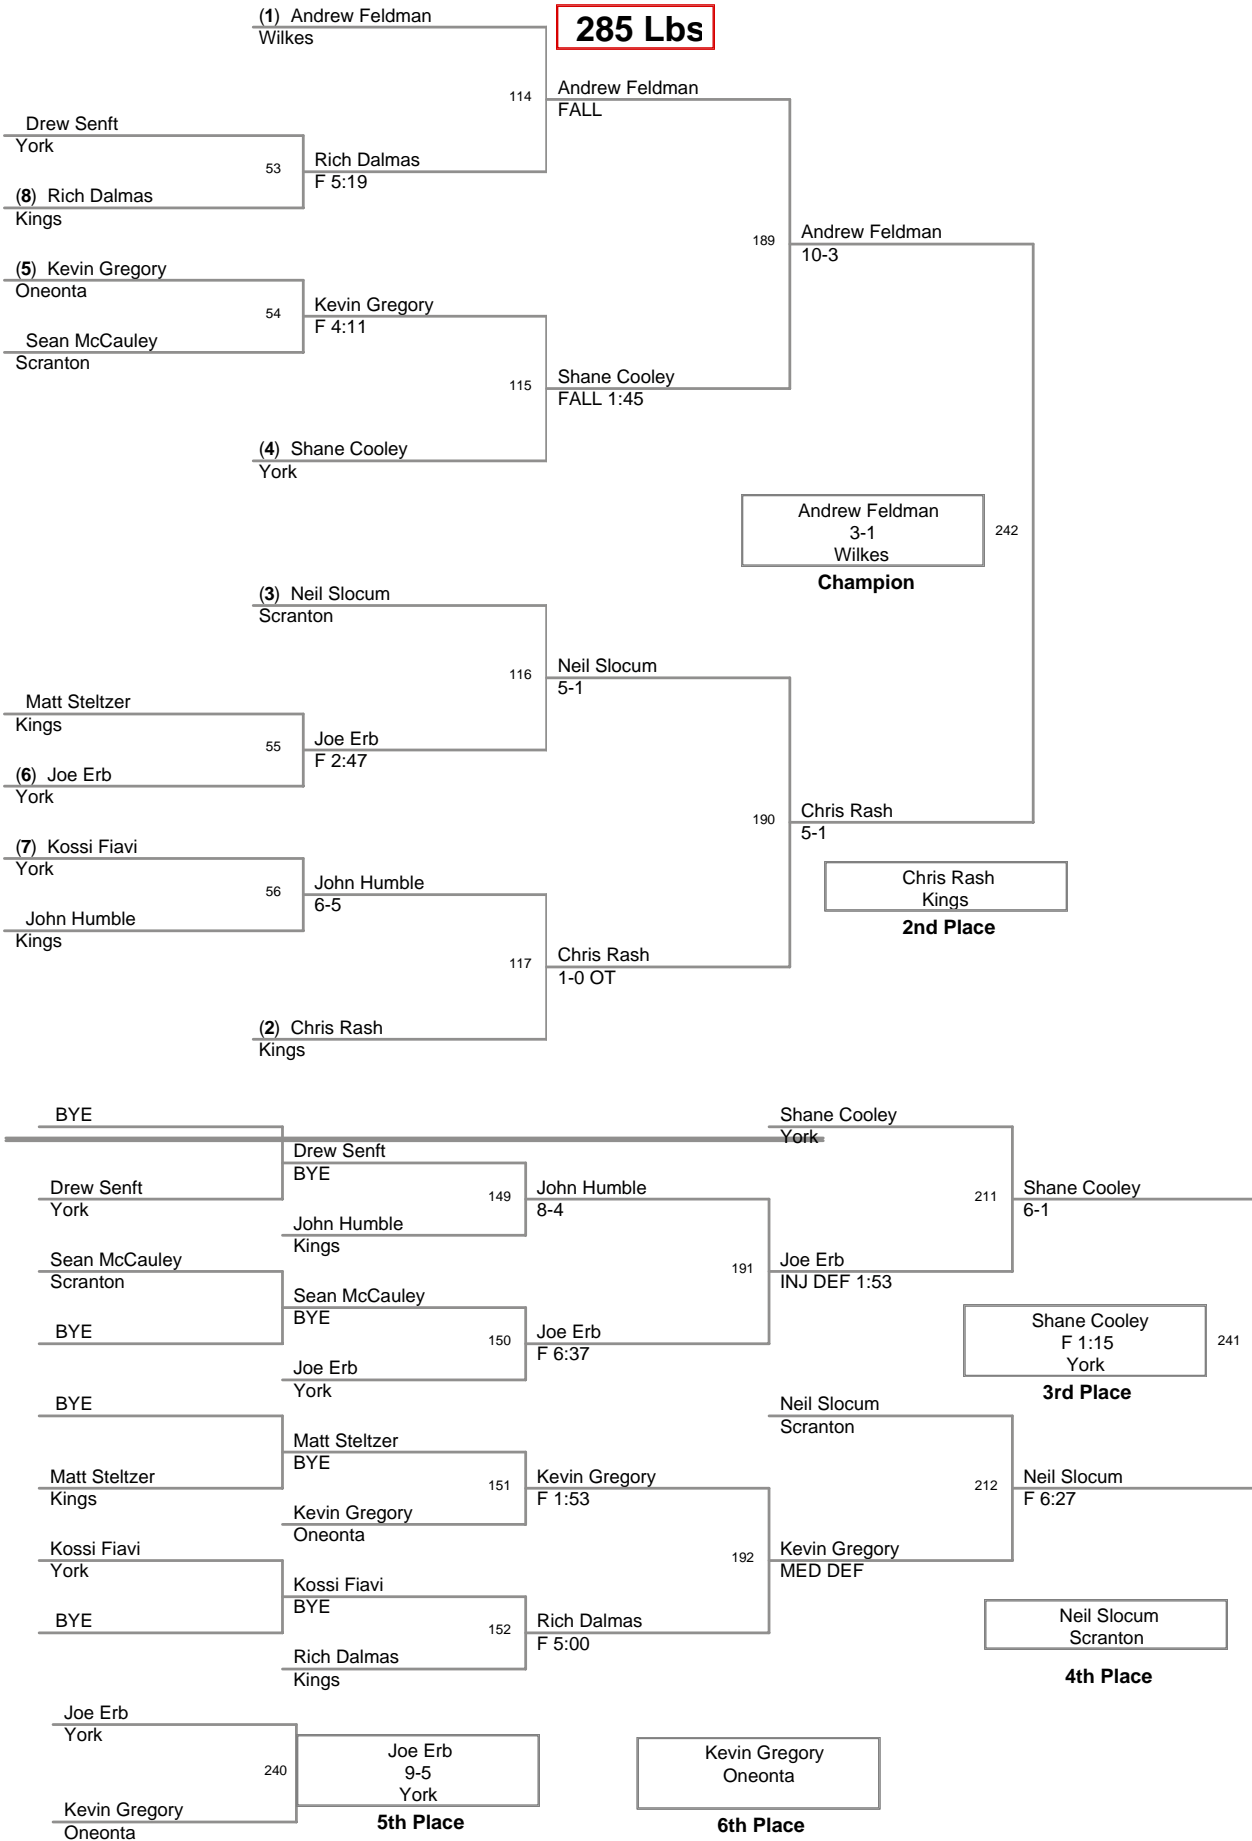 (1) Andrew Feldman
Wilkes
285 Lbs
114
Andrew Feldman
FALL
Drew Senft
York
53
Rich Dalmas
F 5:19
(8) Rich Dalmas
Kings
189
Andrew Feldman
10-3
(5) Kevin Gregory
Oneonta
54
Kevin Gregory
F 4:11
Sean McCauley
Scranton
115
Shane Cooley
FALL 1:45
(4) Shane Cooley
York
Andrew Feldman
3-1
Wilkes
242
Champion
(3) Neil Slocum
Scranton
116
Neil Slocum
5-1
Matt Steltzer
Kings
55
Joe Erb
F 2:47
(6) Joe Erb
York
190
Chris Rash
5-1
(7) Kossi Fiavi
York
56
John Humble
6-5
John Humble
Kings
Chris Rash
Kings
2nd Place
117
Chris Rash
1-0 OT
(2) Chris Rash
Kings
BYE
Shane Cooley
York
Drew Senft
BYE
Drew Senft
York
149
John Humble
8-4
211
Shane Cooley
6-1
John Humble
Kings
Sean McCauley
Scranton
191
Joe Erb
INJ DEF 1:53
Sean McCauley
BYE
BYE
150
Joe Erb
F 6:37
Shane Cooley
F 1:15
York
241
3rd Place
Joe Erb
York
BYE
Neil Slocum
Scranton
Matt Steltzer
BYE
Matt Steltzer
Kings
151
Kevin Gregory
F 1:53
212
Neil Slocum
F 6:27
Kevin Gregory
Oneonta
Kossi Fiavi
York
192
Kevin Gregory
MED DEF
Kossi Fiavi
BYE
BYE
152
Rich Dalmas
F 5:00
Neil Slocum
Scranton
4th Place
Rich Dalmas
Kings
Joe Erb
York
240
Joe Erb
9-5
York
5th Place
Kevin Gregory
Oneonta
6th Place
Kevin Gregory
Oneonta